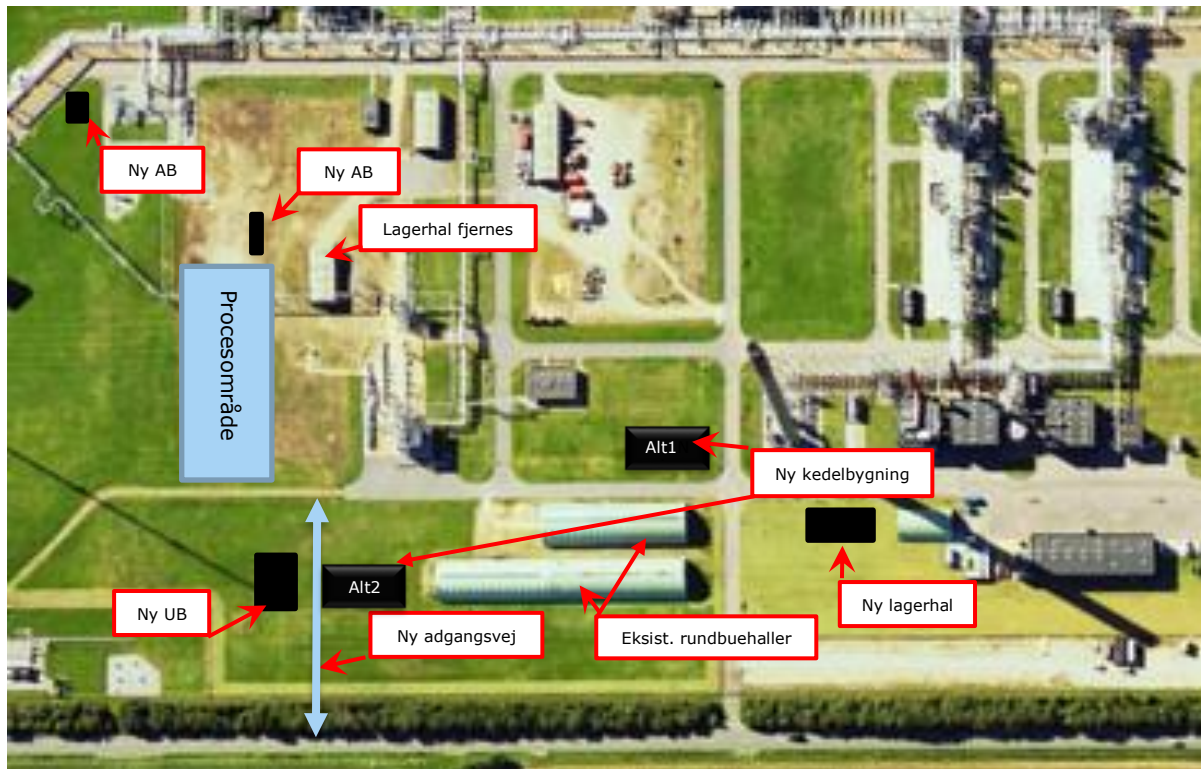 Ny AB
Ny AB
Lagerhal fjernes
Procesområde
Alt1
Ny kedelbygning
Alt2
Ny UB
Ny adgangsvej
Eksist. rundbuehaller
Ny lagerhal